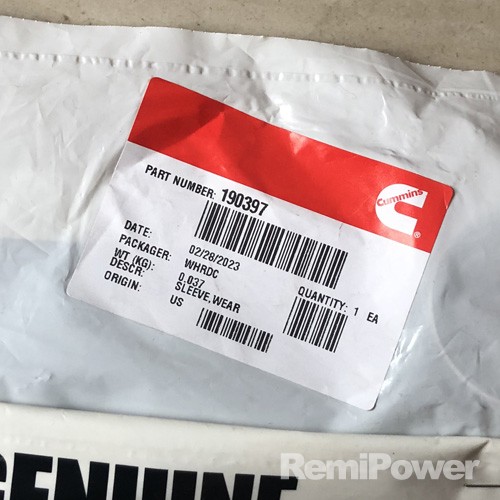 Cummins
®
PART NUMBER: 190397
DATE: 02/28/2023
PACKAGER: WHRDC
WT (KG): 0.037
DESCR: SLEEVE,WEAR
ORIGIN: US
QUANTITY: 1 EA
GENUINE
RemiPower